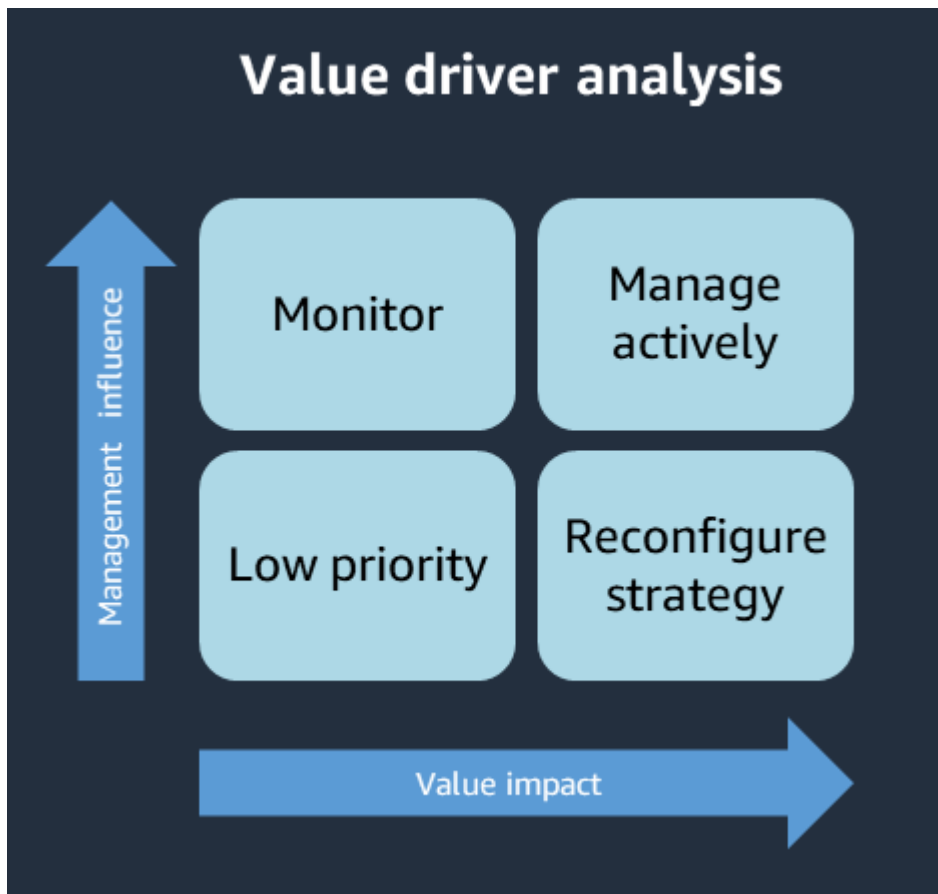 Value driver analysis
Monitor
Manage
actively
Management influence
Low priority
Reconfigure
strategy
Value impact